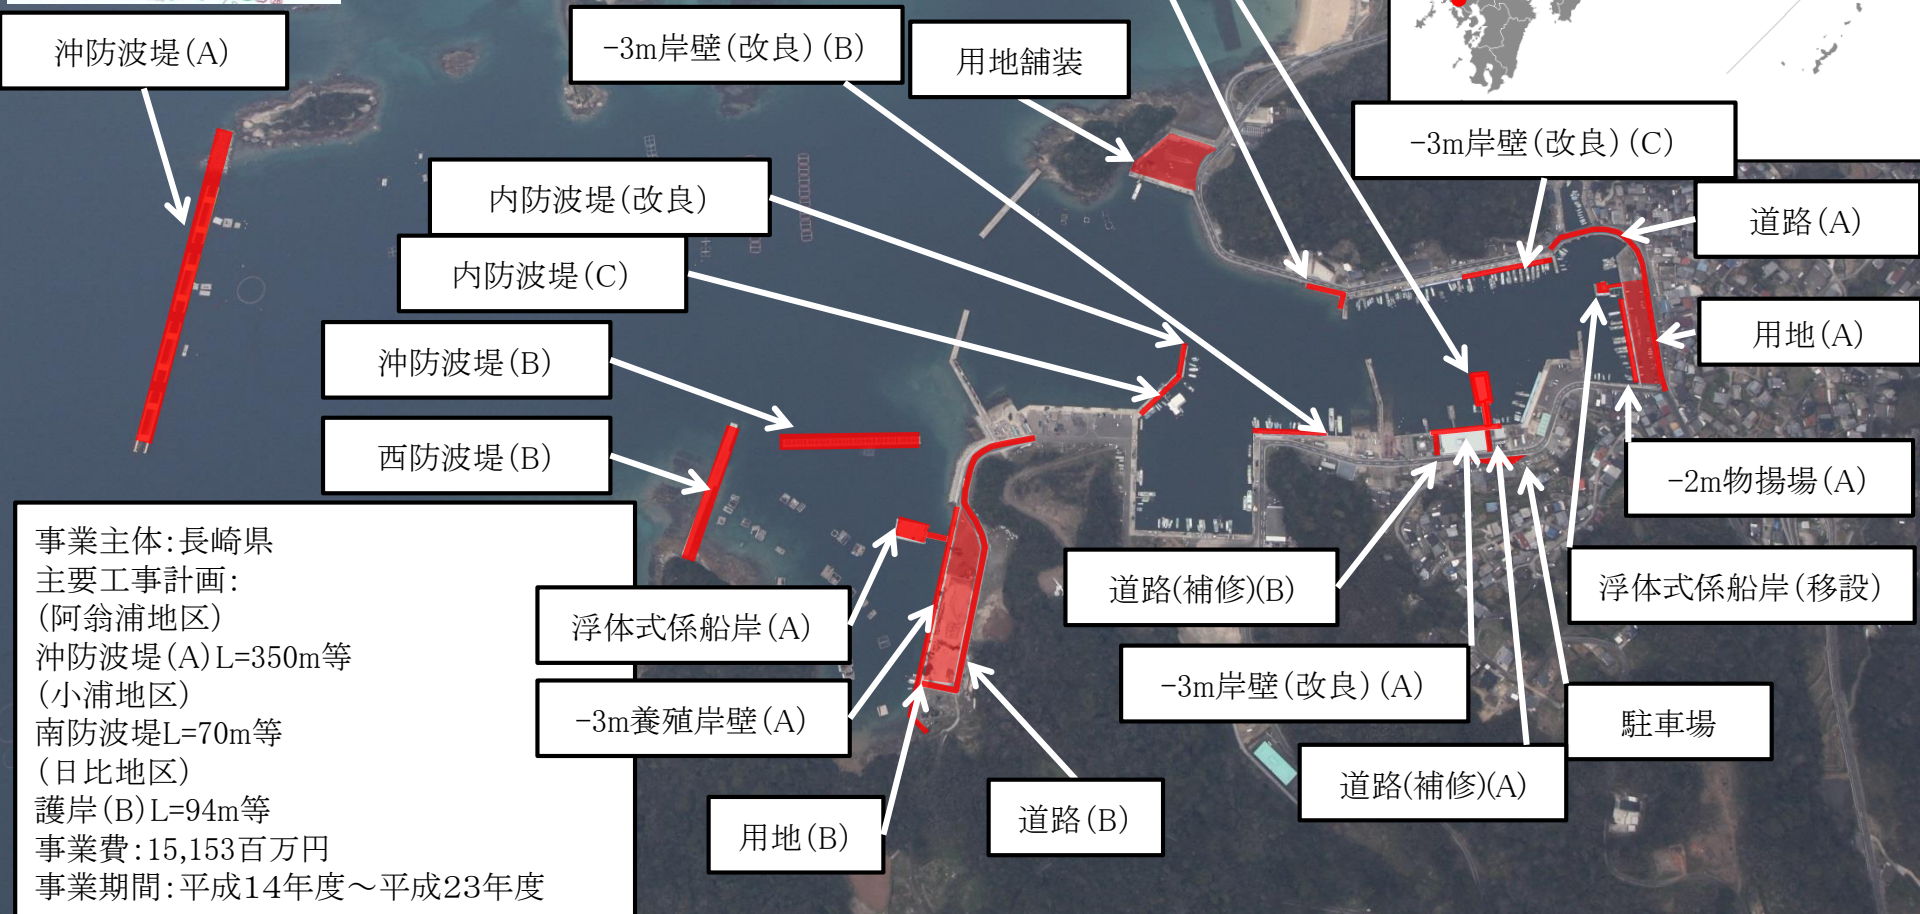 沖防波堤(A)
-3m岸壁(改良)(B)
用地舗装
-3m岸壁(改良)(C)
内防波堤(改良)
道路(A)
内防波堤(C)
用地(A)
沖防波堤(B)
西防波堤(B)
-2m物揚場(A)
浮体式係船岸(A)
道路(補修)(B)
浮体式係船岸(移設)
-3m養殖岸壁(A)
-3m岸壁(改良)(A)
駐車場
道路(補修)(A)
用地(B)
道路(B)
事業主体:長崎県
主要工事計画:
(阿翁浦地区)
沖防波堤(A)L=350m等
(小浦地区)
南防波堤L=70m等
(日比地区)
護岸(B)L=94m等
事業費:15,153百万円
事業期間:平成14年度～平成23年度